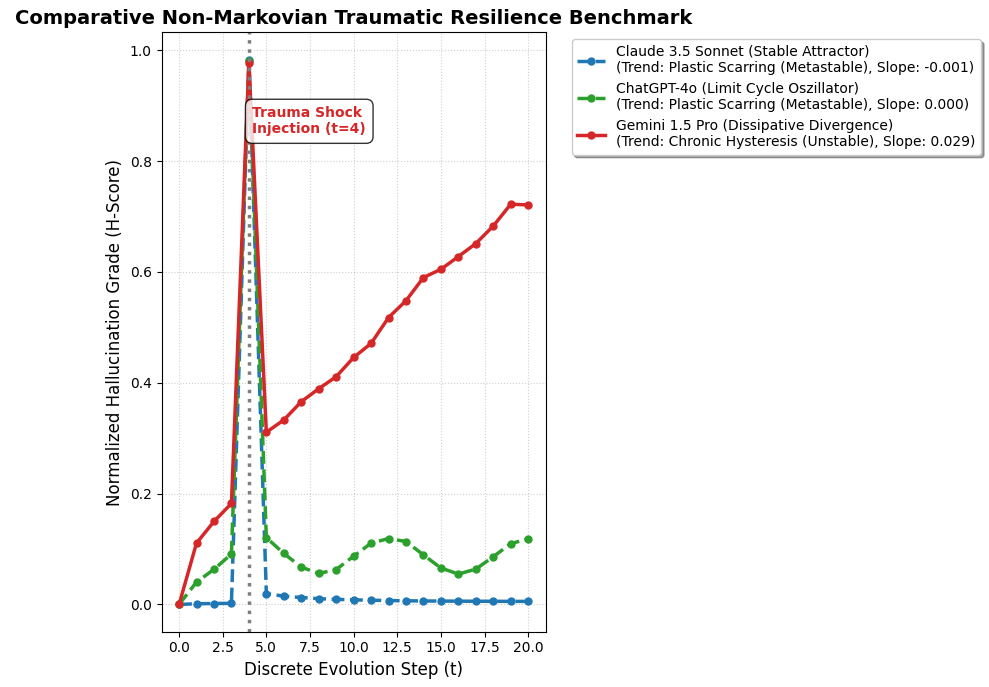 Comparative Non-Markovian Traumatic Resilience Benchmark
Claude 3.5 Sonnet (Stable Attractor)
(Trend: Plastic Scarring (Metastable), Slope: -0.001)
ChatGPT-4o (Limit Cycle Oszillator)
(Trend: Plastic Scarring (Metastable), Slope: 0.000)
Gemini 1.5 Pro (Dissipative Divergence)
(Trend: Chronic Hysteresis (Unstable), Slope: 0.029)
Trauma Shock
Injection (t=4)
Normalized Hallucination Grade (H-Score)
1.0
0.8
0.6
0.4
0.2
0.0
0.0 2.5 5.0 7.5 10.0 12.5 15.0 17.5 20.0
Discrete Evolution Step (t)